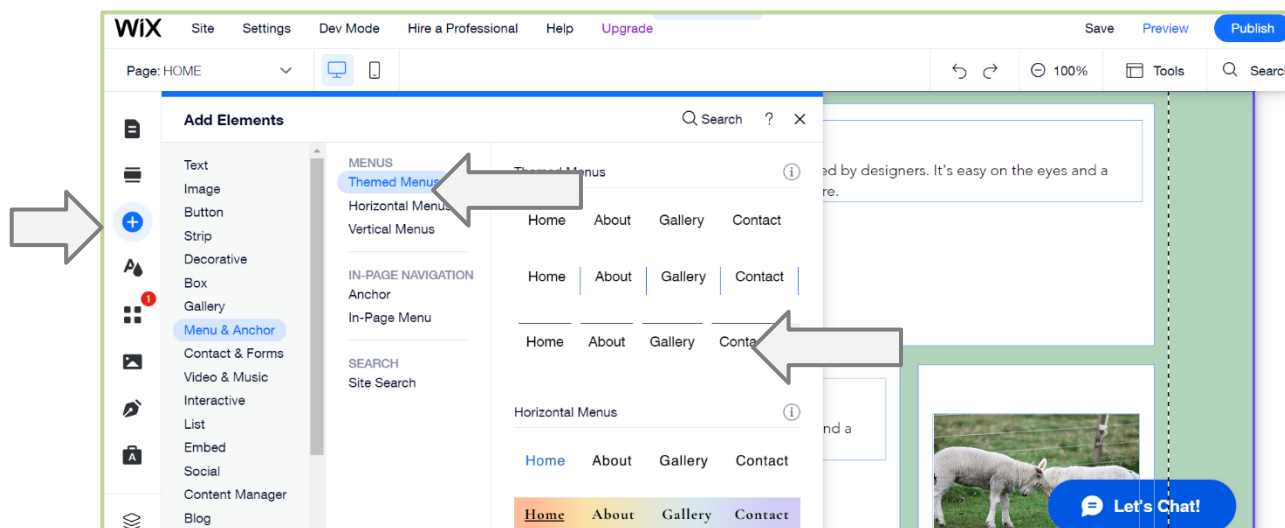 WiX Site Settings Dev Mode Hire a Professional Help Upgrade Save Preview Publish
Page: HOME 100% Tools Search
Add Elements Search ? ×
Text
Image
Button
Strip
Decorative
Box
Gallery
Menu & Anchor
Contact & Forms
Video & Music
Interactive
List
Embed
Social
Content Manager
Blog
MENUS
Themed Menus
Horizontal Menus
Vertical Menus
IN-PAGE NAVIGATION
Anchor
In-Page Menu
SEARCH
Site Search
Themed Menus
Home About Gallery Contact
Home About Gallery Contact
Home About Gallery Conta
Horizontal Menus
Home About Gallery Contact
Home About Gallery Contact
ed by designers. It's easy on the eyes and a
re.
nd a
1
A
Let's Chat!